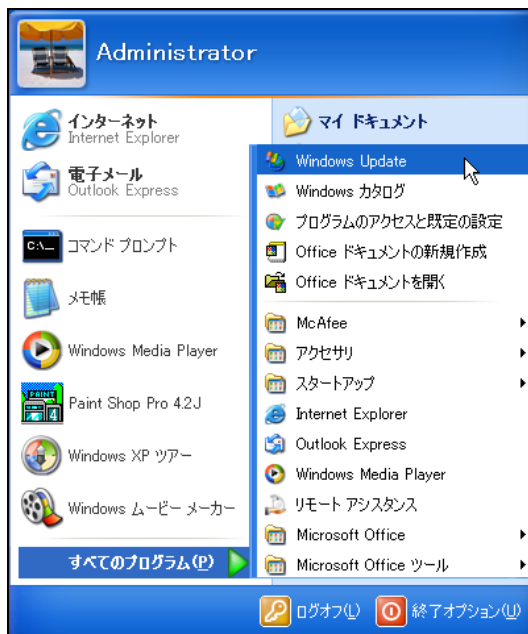 Administrator
インターネット
Internet Explorer
電子メール
Outlook Express
コマンド プロンプト
メモ帳
Windows Media Player
Paint Shop Pro 4.2J
Windows XP ツアー
Windows ムービー メーカー
すべてのプログラム(P)
マイ ドキュメント
Windows Update
Windows カタログ
プログラムのアクセスと既定の設定
Office ドキュメントの新規作成
Office ドキュメントを開く
McAfee
アクセサリ
スタートアップ
Internet Explorer
Outlook Express
Windows Media Player
リモート アシスタンス
Microsoft Office
Microsoft Office ツール
ログオフ(L)
終了オプション(U)